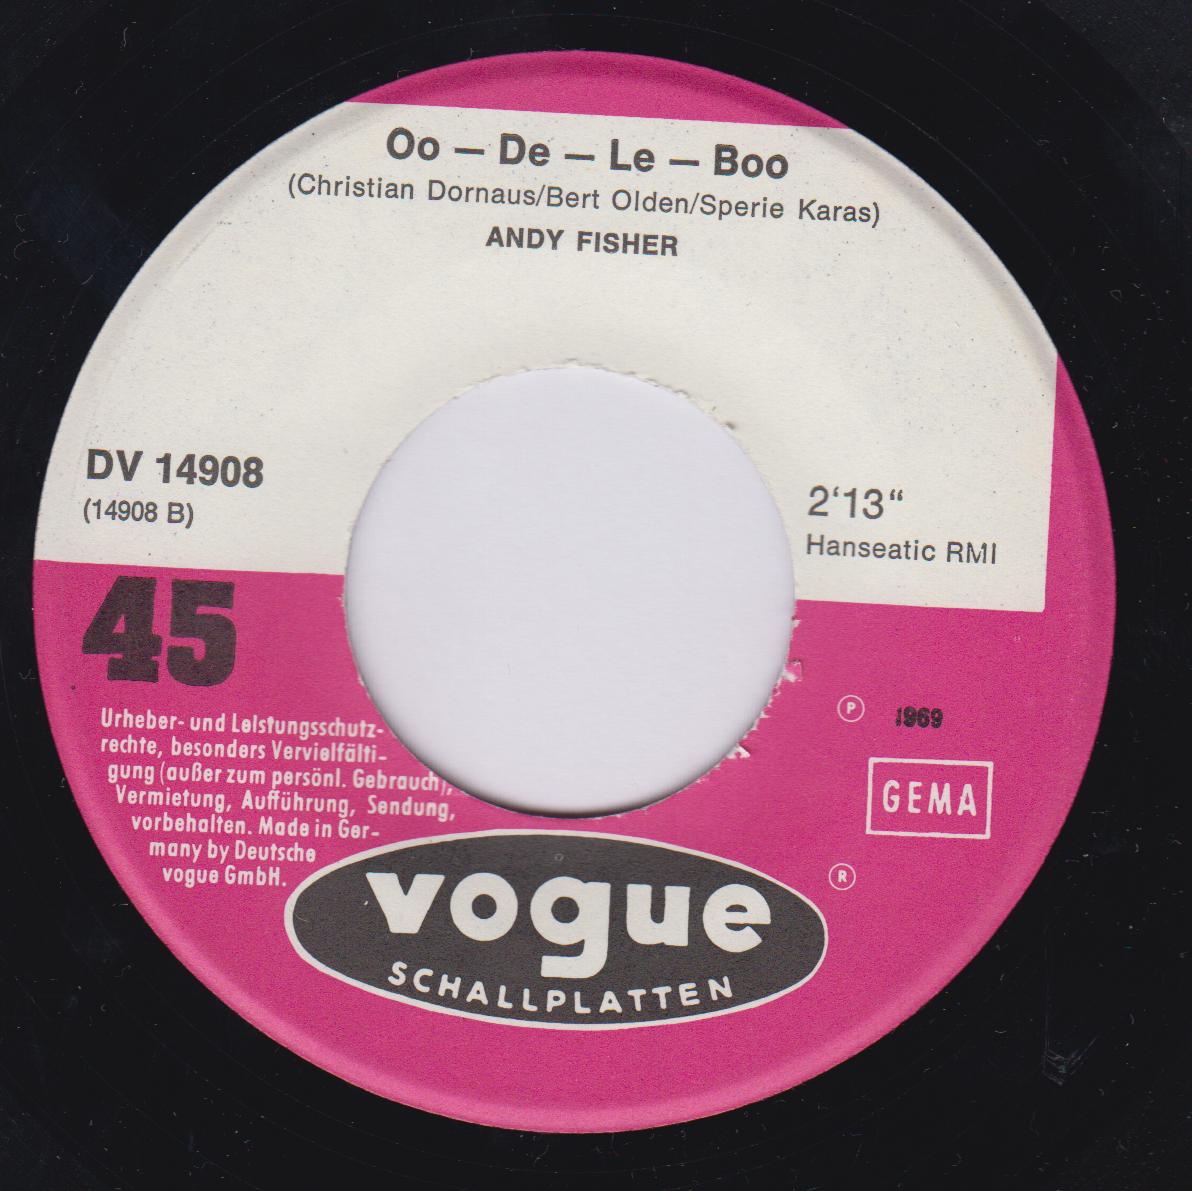 Oo – De – Le – Boo
(Christian Dornaus/Bert Olden/Sperie Karas)
ANDY FISHER
DV 14908
(14908 B)
2‘13“
Hanseatic RMI
45
Urheber- und Leistungsschutz-
rechte, besonders Vervielfälti-
gung (außer zum persönl. Gebrauch),
Vermietung, Aufführung, Sendung,
vorbehalten. Made in Ger-
many by Deutsche
vogue GmbH.
℗ 1969
GEMA
®
vogue
SCHALLPLATTEN